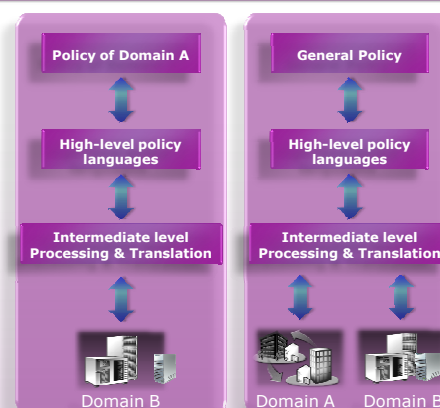 Policy of Domain A
High-level policy
languages
Intermediate level
Processing & Translation
Domain B
General Policy
High-level policy
languages
Intermediate level
Processing & Translation
Domain A
Domain B